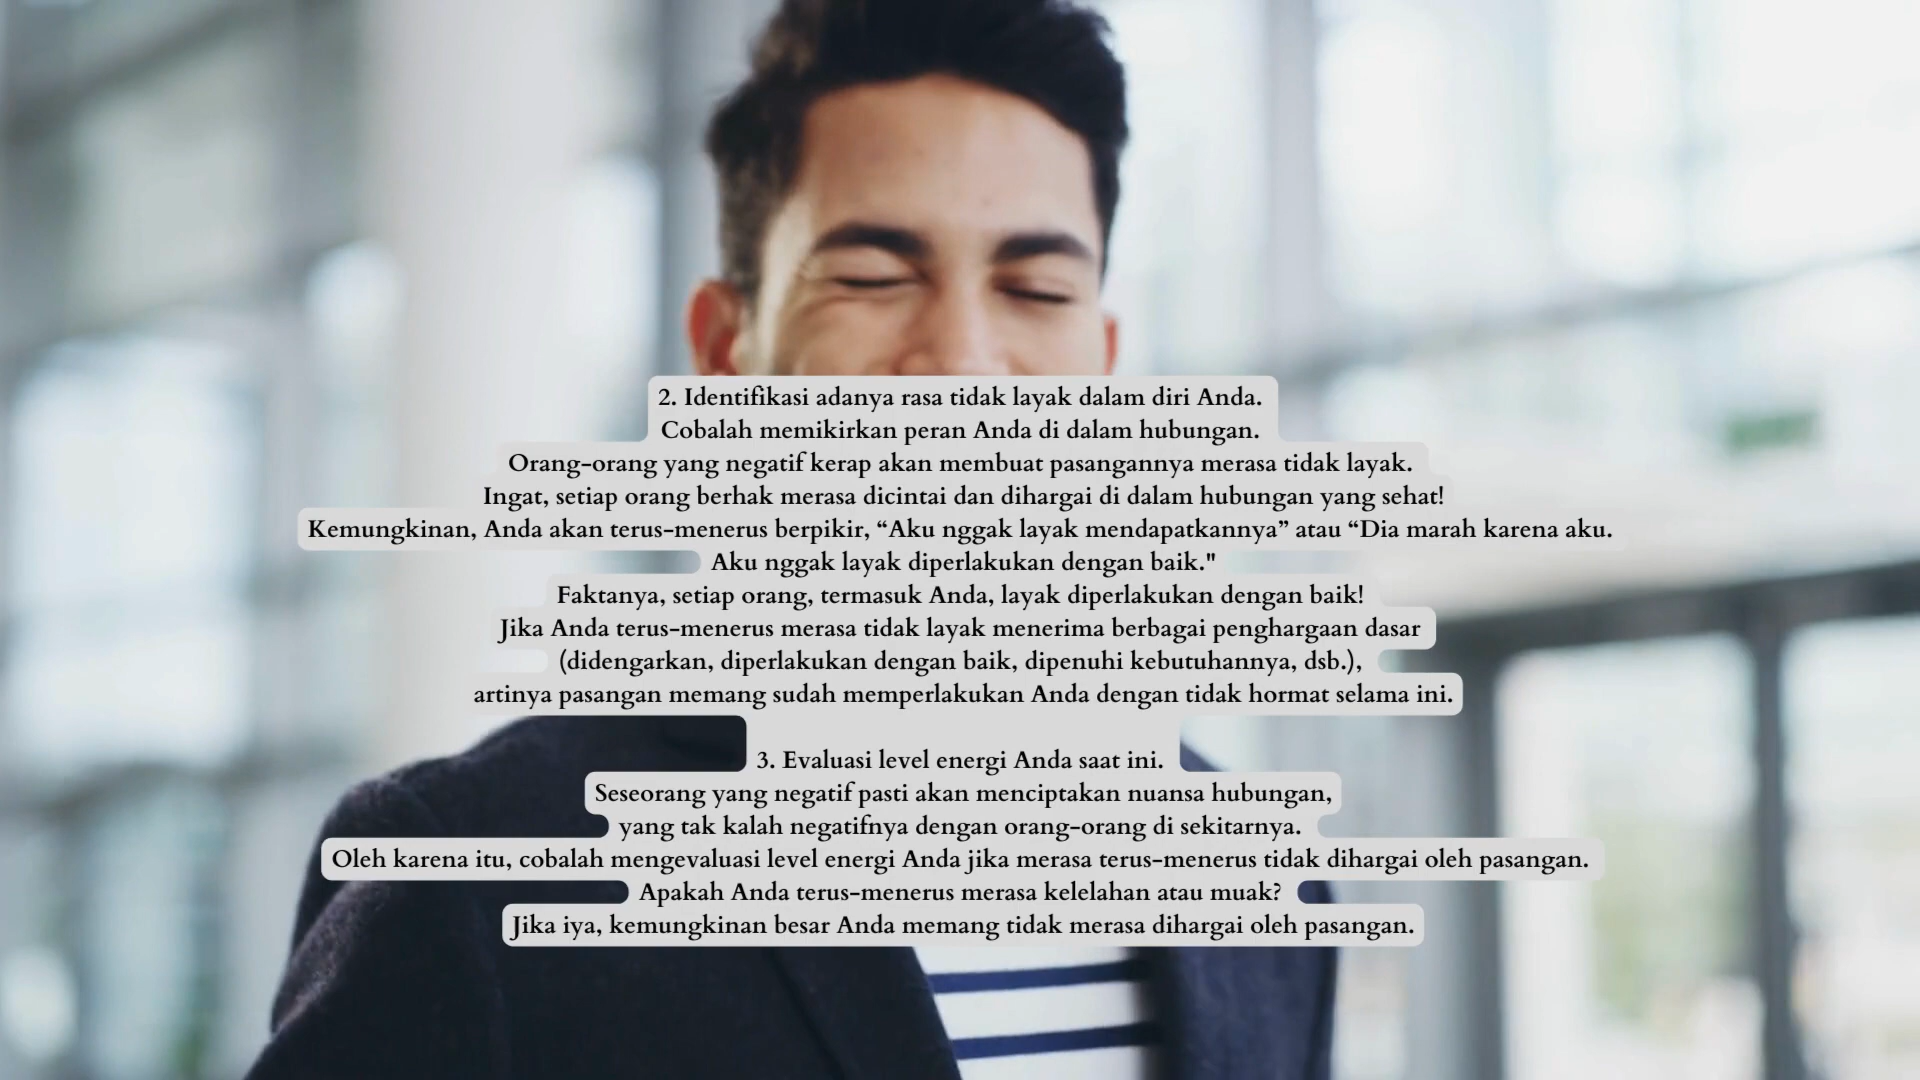 2. Identifikasi adanya rasa tidak layak dalam diri Anda.
Cobalah memikirkan peran Anda di dalam hubungan.
Orang-orang yang negatif kerap akan membuat pasangannya merasa tidak layak.
Ingat, setiap orang berhak merasa dicintai dan dihargai di dalam hubungan yang sehat!
Kemungkinan, Anda akan terus-menerus berpikir, “Aku nggak layak mendapatkannya” atau “Dia marah karena aku.
Aku nggak layak diperlakukan dengan baik."
Faktanya, setiap orang, termasuk Anda, layak diperlakukan dengan baik!
Jika Anda terus-menerus merasa tidak layak menerima berbagai penghargaan dasar
(didengarkan, diperlakukan dengan baik, dipenuhi kebutuhannya, dsb.),
artinya pasangan memang sudah memperlakukan Anda dengan tidak hormat selama ini.
3. Evaluasi level energi Anda saat ini.
Seseorang yang negatif pasti akan menciptakan nuansa hubungan,
yang tak kalah negatifnya dengan orang-orang di sekitarnya.
Oleh karena itu, cobalah mengevaluasi level energi Anda jika merasa terus-menerus tidak dihargai oleh pasangan.
Apakah Anda terus-menerus merasa kelelahan atau muak?
Jika iya, kemungkinan besar Anda memang tidak merasa dihargai oleh pasangan.